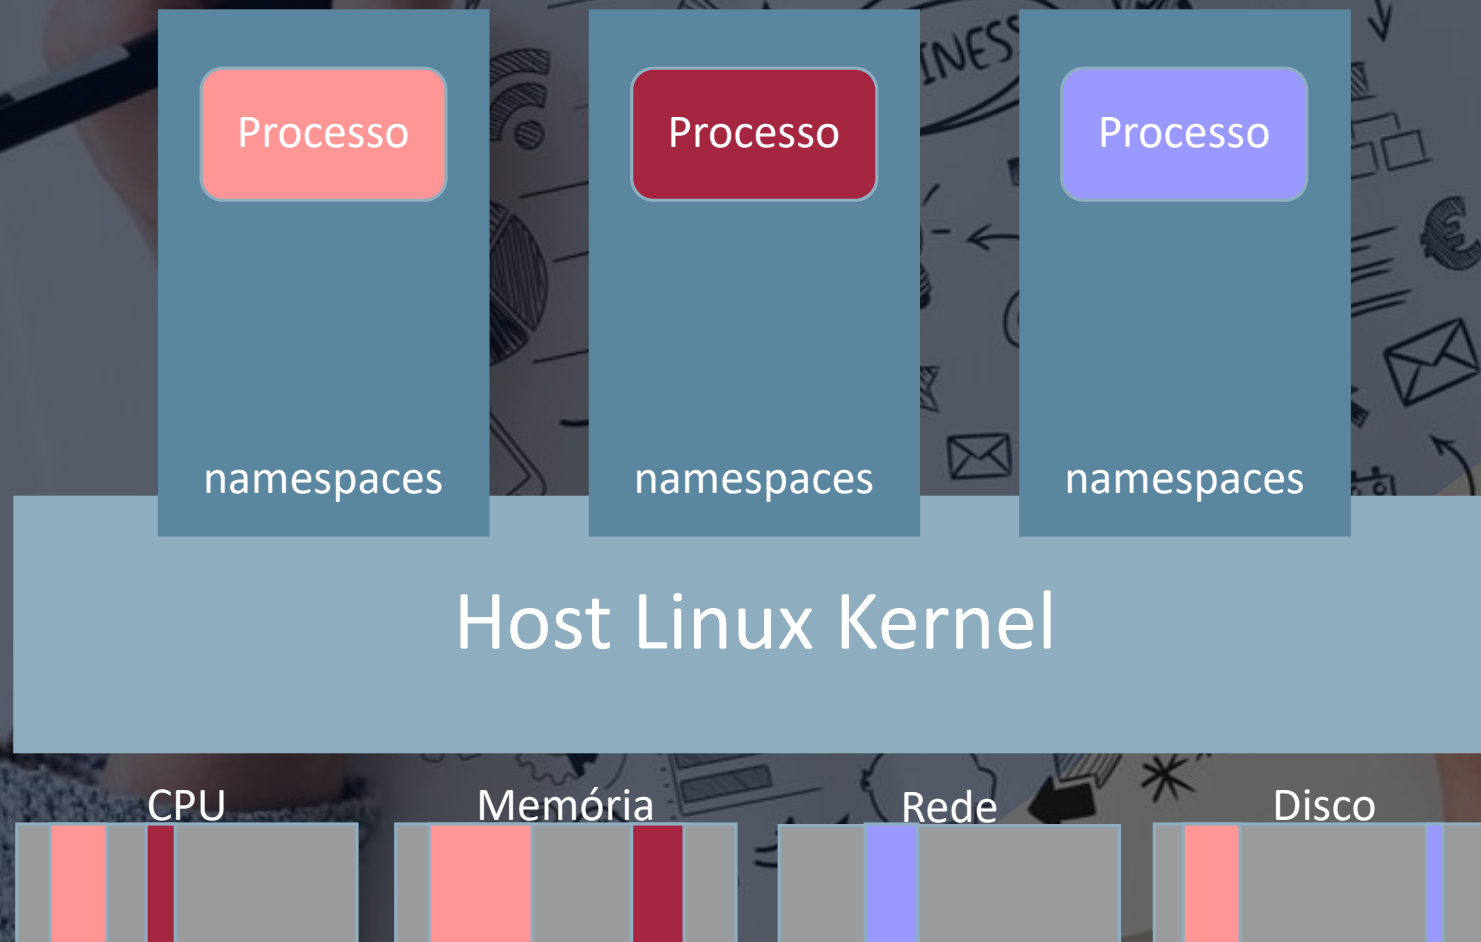 Processo
Processo
Processo
namespaces
namespaces
namespaces
Host Linux Kernel
CPU
Memória
Rede
Disco